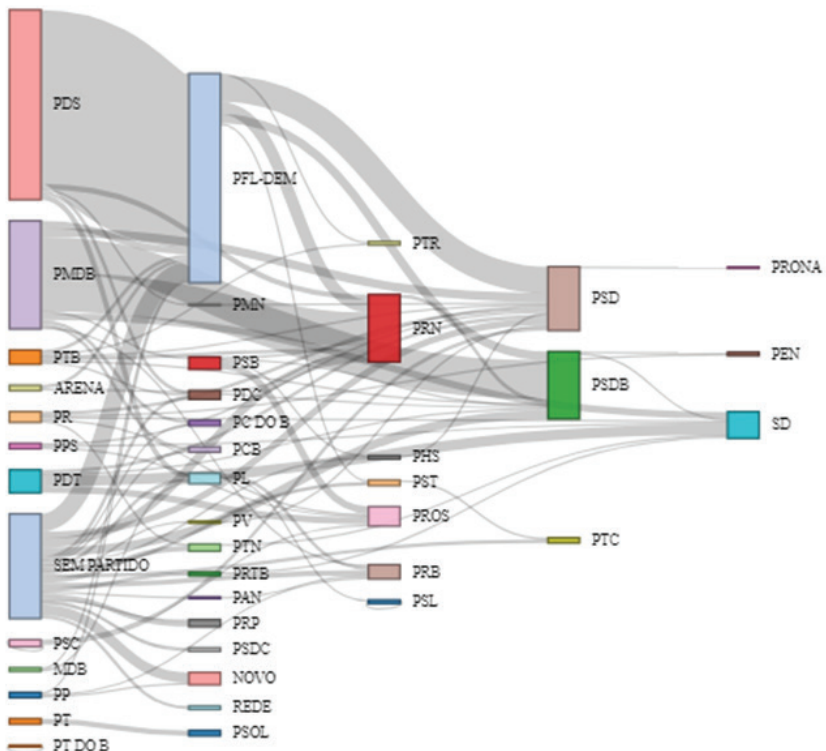 PDS
PMDB
PTB
ARENA
PR
PPS
PDT
SEM PARTIDO
PSC
MDB
PP
PT
PT DO B
PFL-DEM
PMN
PSB
PDC
PC DO B
PCB
PL
PV
PTN
PRTB
PAN
PRP
PSDC
NOVO
REDE
PSOL
PTR
PRN
PHS
PST
PROS
PRB
PSL
PSD
PSDB
PTC
PRONA
PEN
SD